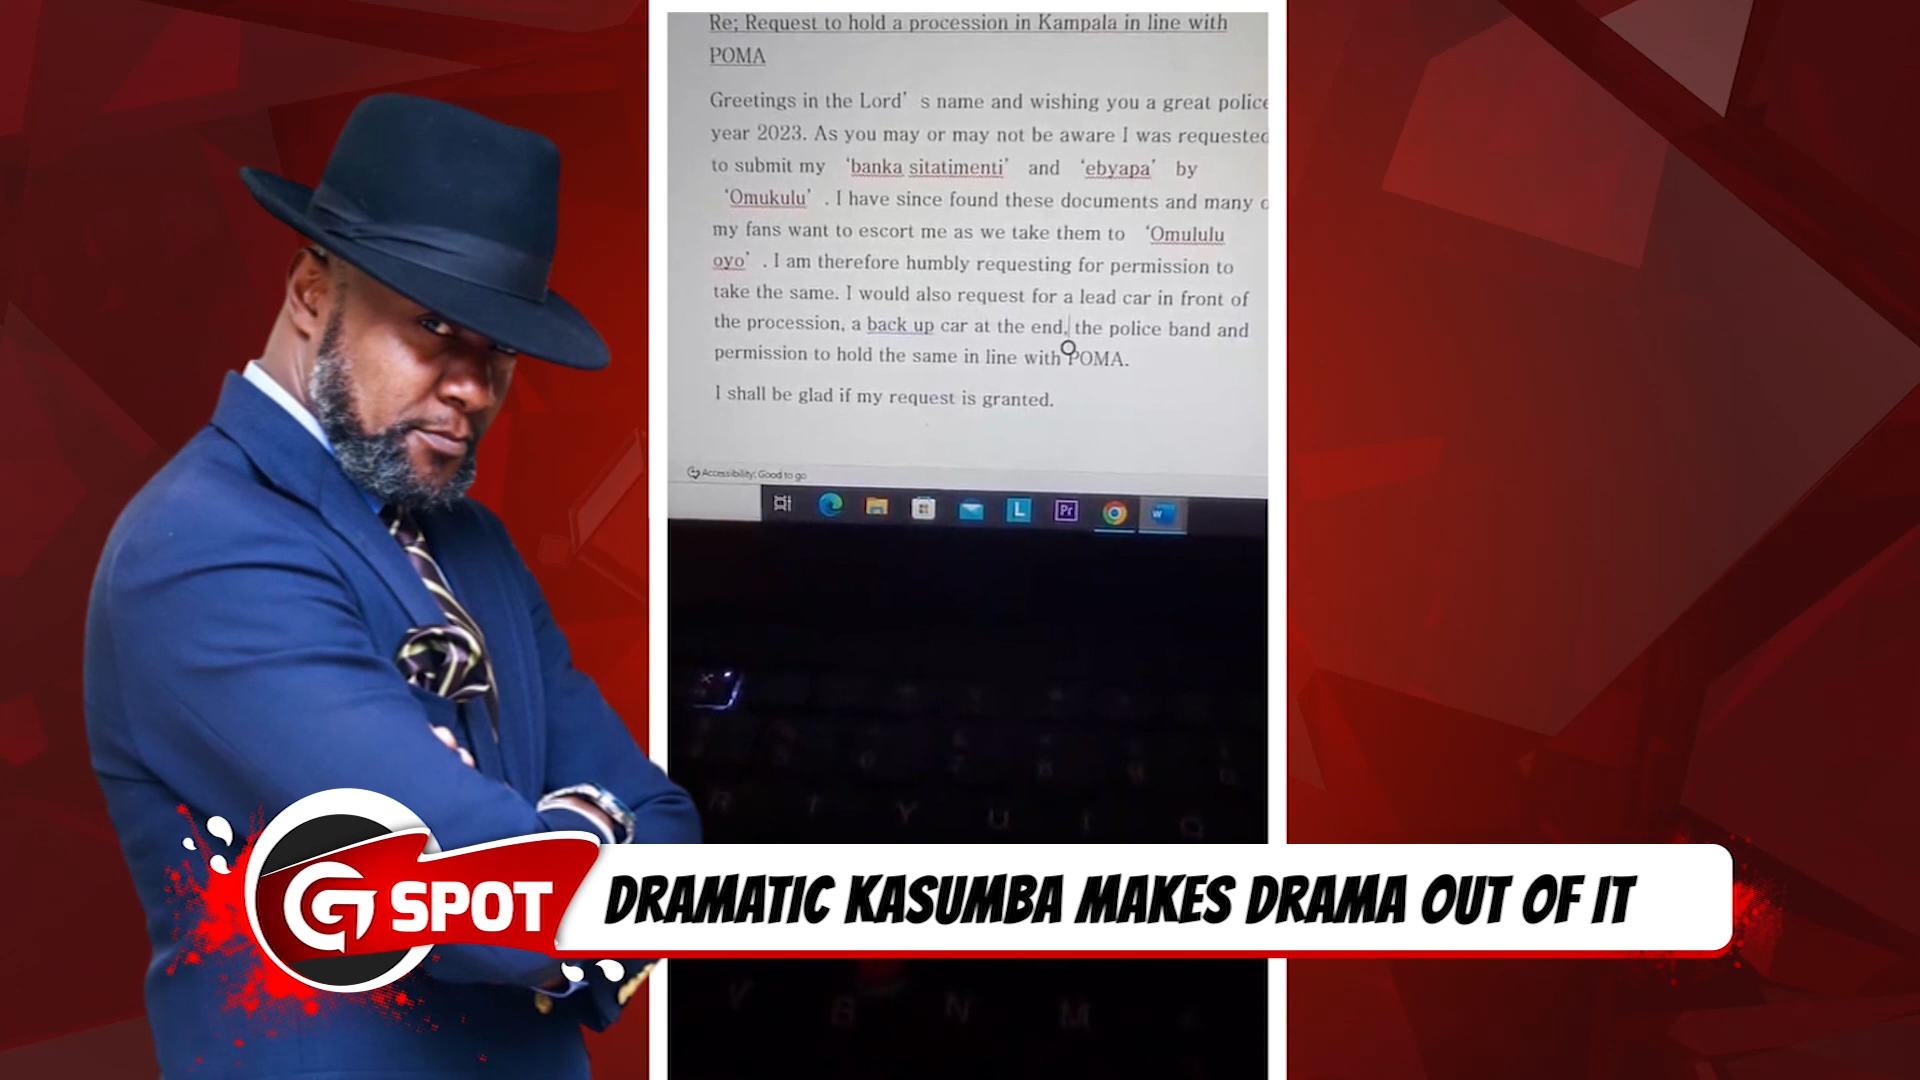 Re; Request to hold a procession in Kampala in line with
POMA
Greetings in the Lord’ s name and wishing you a great police
year 2023. As you may or may not be aware I was requested
to submit my ‘banka sitatimenti’ and ‘ebyapa’ by
‘Omukulu’ . I have since found these documents and many
my fans want to escort me as we take them to ‘Omululu
oyo’ . I am therefore humbly requesting for permission to
take the same. I would also request for a lead car in front of
the procession, a back up car at the end, the police band and
permission to hold the same in line with POMA.
I shall be glad if my request is granted.
Accessibility: Good to go
L
Pr
W
R T Y U I O
G SPOT
DRAMATIC KASUMBA MAKES DRAMA OUT OF IT
V B N M